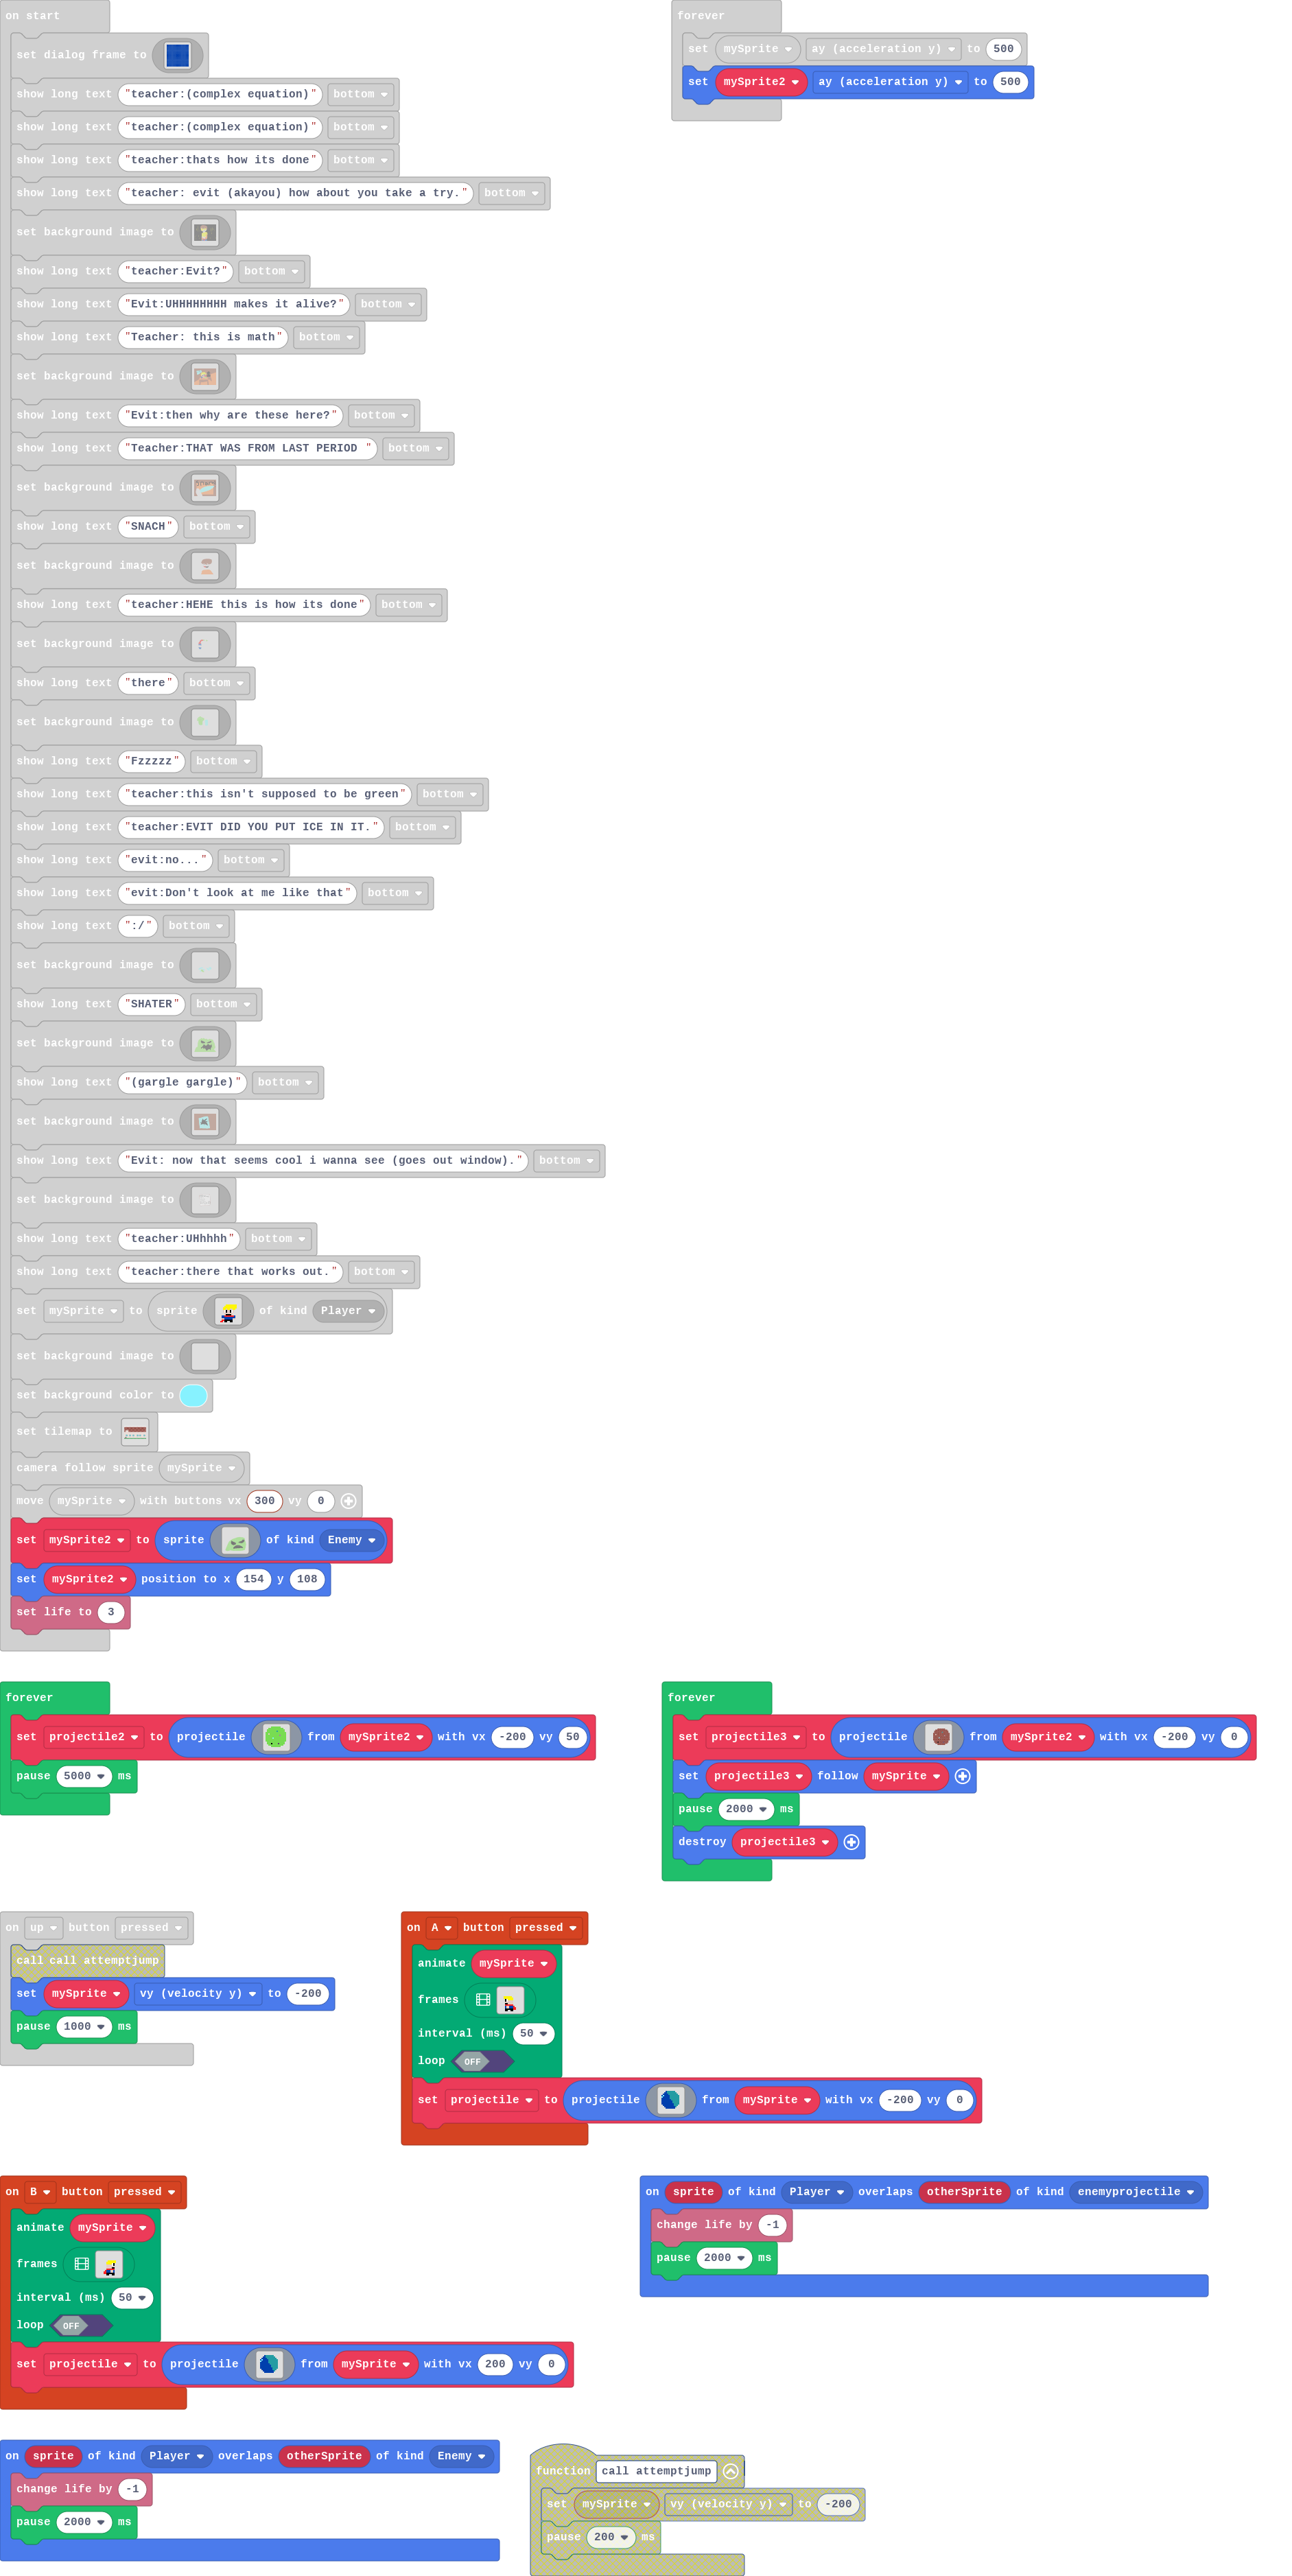 on start
set dialog frame to
show long text "teacher:(complex equation)" bottom
show long text "teacher:(complex equation)" bottom
show long text "teacher:thats how its done" bottom
show long text "teacher: evit (akayou) how about you take a try." bottom
set background image to
show long text "teacher:Evit?" bottom
show long text "Evit:UHHHHHHHH makes it alive?" bottom
show long text "Teacher: this is math" bottom
set background image to
show long text "Evit:then why are these here?" bottom
show long text "Teacher:THAT WAS FROM LAST PERIOD " bottom
set background image to
show long text "SNACH" bottom
set background image to
show long text "teacher:HEHE this is how its done" bottom
set background image to
show long text "there" bottom
set background image to
show long text "Fzzzzz" bottom
show long text "teacher:this isn't supposed to be green" bottom
show long text "teacher:EVIT DID YOU PUT ICE IN IT." bottom
show long text "evit:no..." bottom
show long text "evit:Don't look at me like that" bottom
show long text ":/" bottom
set background image to
show long text "SHATER" bottom
set background image to
show long text "(gargle gargle)" bottom
set background image to
show long text "Evit: now that seems cool i wanna see (goes out window)." bottom
set background image to
show long text "teacher:UHhhhh" bottom
show long text "teacher:there that works out." bottom
set mySprite to sprite of kind Player
set background image to
set background color to
set tilemap to
camera follow sprite mySprite
move mySprite with buttons vx 300 vy 0
set mySprite2 to sprite of kind Enemy
set mySprite2 position to x 154 y 108
set life to 3
forever
set mySprite ay (acceleration y) to 500
set mySprite2 ay (acceleration y) to 500
forever
set projectile2 to projectile from mySprite2 with vx -200 vy 50
pause 5000 ms
forever
set projectile3 to projectile from mySprite2 with vx -200 vy 0
set projectile3 follow mySprite
pause 2000 ms
destroy projectile3
on up button pressed
call call attemptjump
set mySprite vy (velocity y) to -200
pause 1000 ms
on A button pressed
animate mySprite
frames
interval (ms) 50
loop OFF
set projectile to projectile from mySprite with vx -200 vy 0
on B button pressed
animate mySprite
frames
interval (ms) 50
loop OFF
set projectile to projectile from mySprite with vx 200 vy 0
on sprite of kind Player overlaps otherSprite of kind enemyprojectile
change life by -1
pause 2000 ms
on sprite of kind Player overlaps otherSprite of kind Enemy
change life by -1
pause 2000 ms
function call attemptjump
set mySprite vy (velocity y) to -200
pause 200 ms